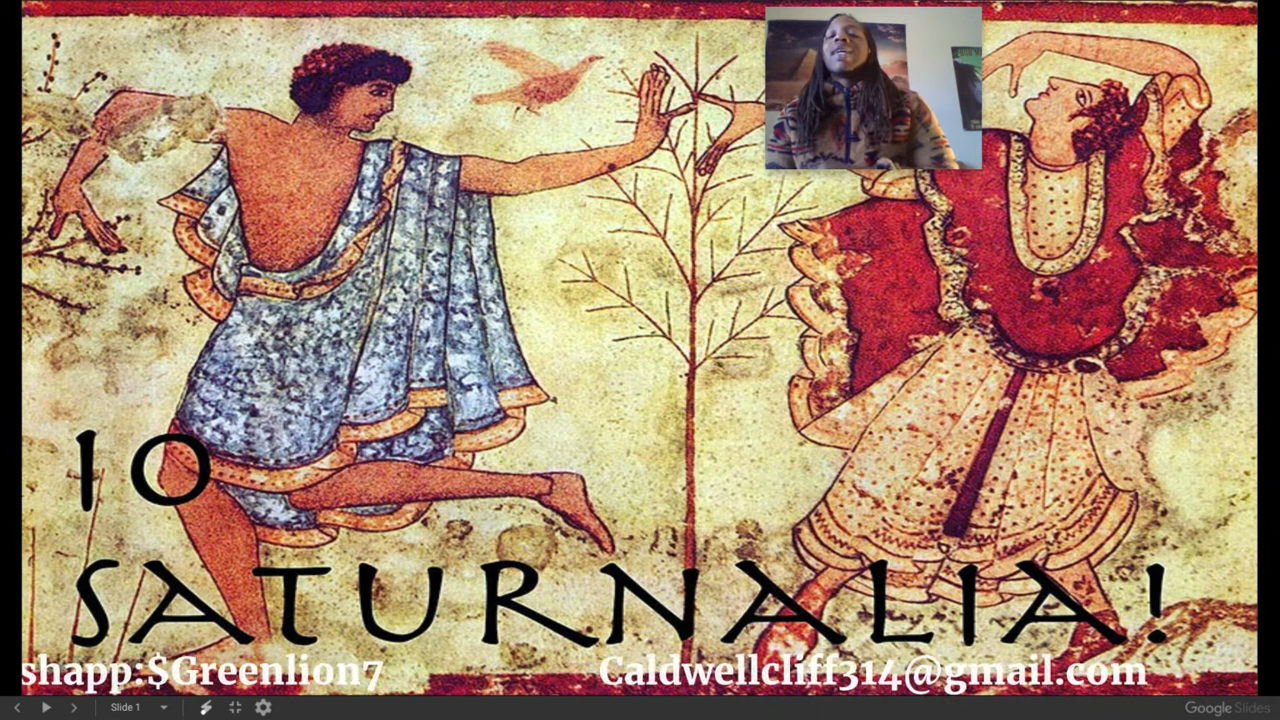 IO
SATURNALIA!
shapp:$Greenlion7
Caldwellcliff314@gmail.com
Slide 1
Google Slides